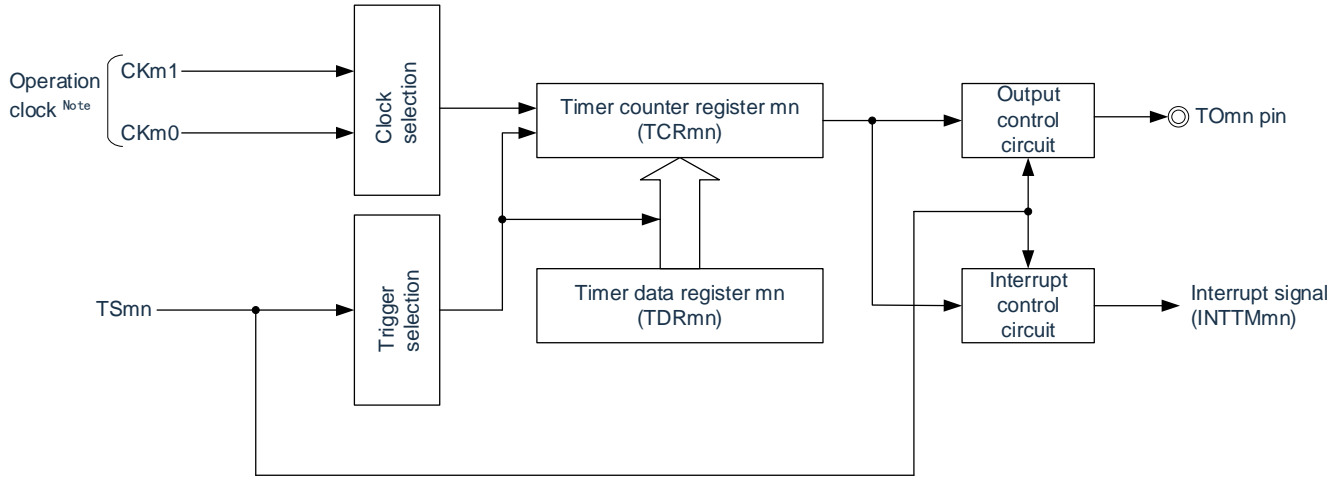 Operation
clock Note
CKm1
CKm0
Clock
selection
Timer counter register mn
(TCRmn)
Output
control
circuit
TOmn pin
TSmn
Trigger
selection
Timer data register mn
(TDRmn)
Interrupt
control
circuit
Interrupt signal
(INTTMmn)